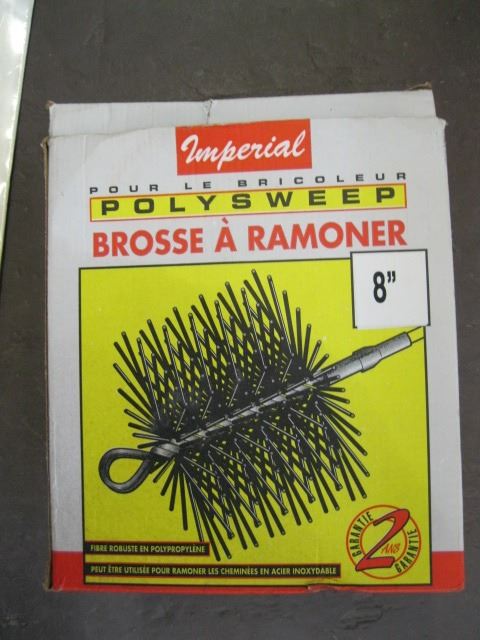 Imperial
POUR LE BRICOLEUR
POLYSWEEP
BROSSE À RAMONER
8"
FIBRE ROBUSTE EN POLYPROPYLÈNE
PEUT ÊTRE UTILISÉE POUR RAMONER LES CHEMINÉES EN ACIER INOXYDABLE
GARANTIE
2 ANS
GARANTIE